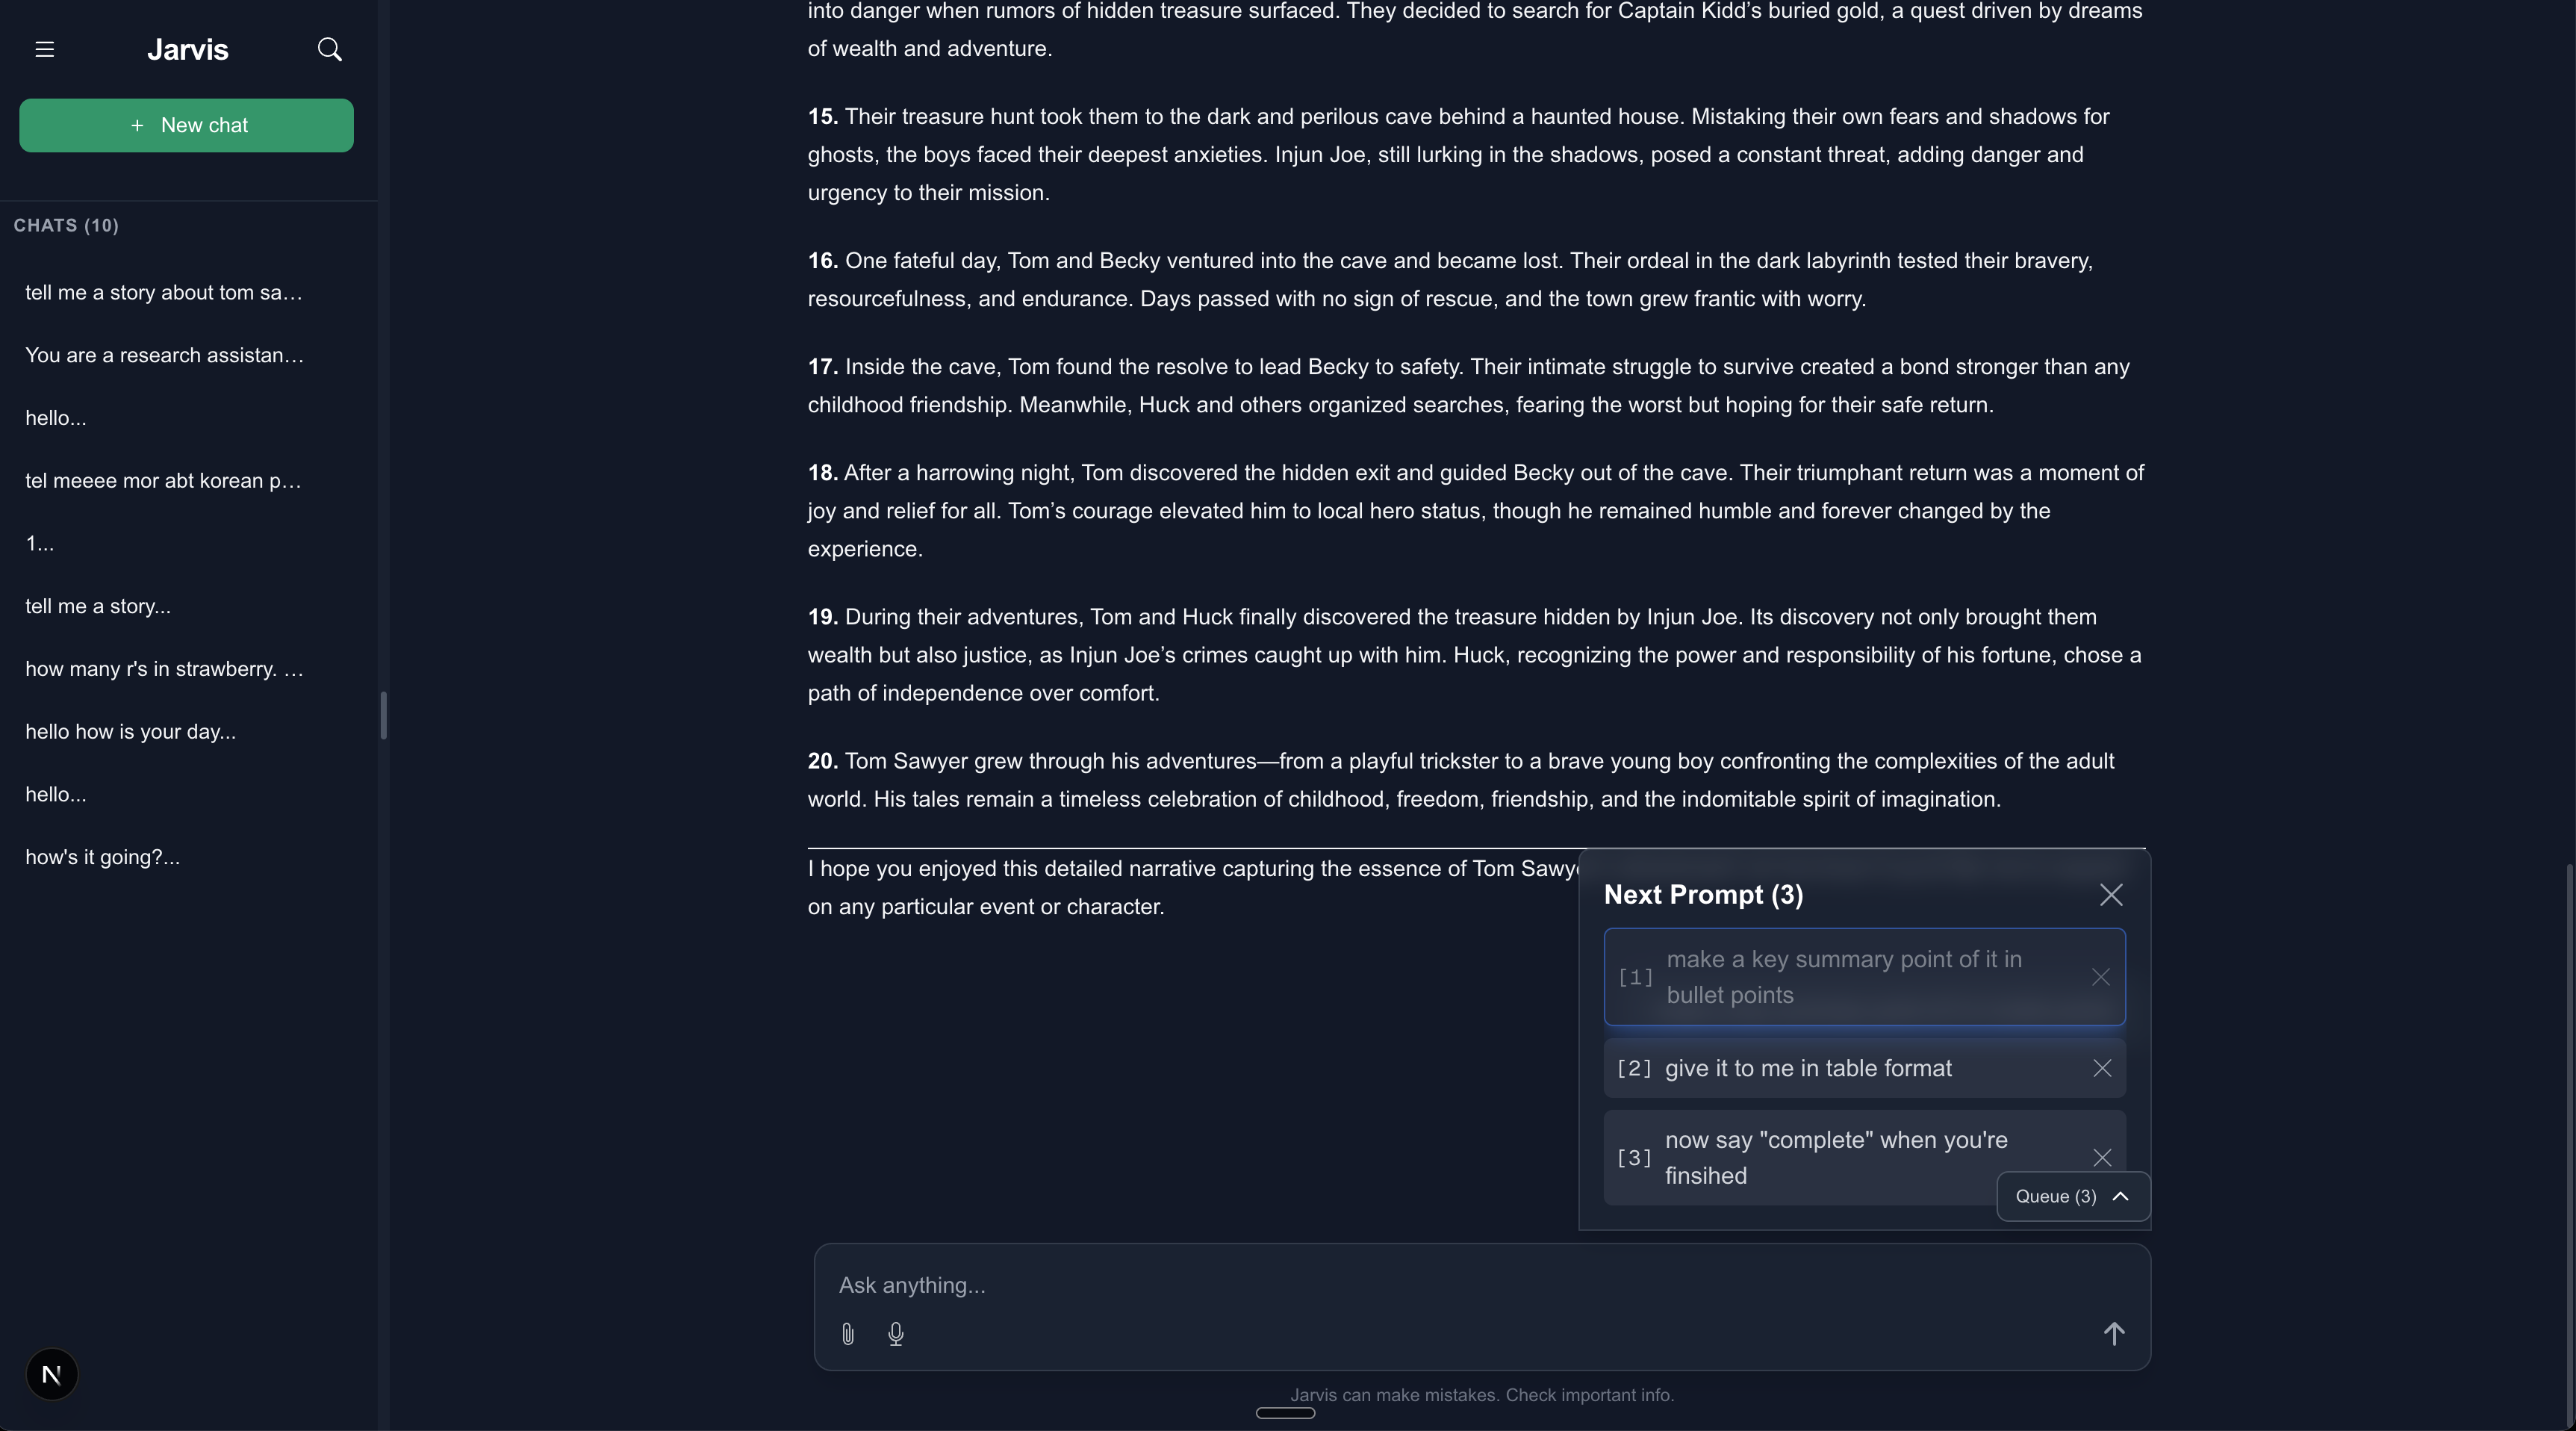 Jarvis
+ New chat
CHATS (10)
tell me a story about tom sa...
You are a research assistan...
hello...
tel meeee mor abt korean p...
1...
tell me a story...
how many r's in strawberry. ...
hello how is your day...
hello...
how's it going?...
N
into danger when rumors of hidden treasure surfaced. They decided to search for Captain Kidd’s buried gold, a quest driven by dreams
of wealth and adventure.
15. Their treasure hunt took them to the dark and perilous cave behind a haunted house. Mistaking their own fears and shadows for
ghosts, the boys faced their deepest anxieties. Injun Joe, still lurking in the shadows, posed a constant threat, adding danger and
urgency to their mission.
16. One fateful day, Tom and Becky ventured into the cave and became lost. Their ordeal in the dark labyrinth tested their bravery,
resourcefulness, and endurance. Days passed with no sign of rescue, and the town grew frantic with worry.
17. Inside the cave, Tom found the resolve to lead Becky to safety. Their intimate struggle to survive created a bond stronger than any
childhood friendship. Meanwhile, Huck and others organized searches, fearing the worst but hoping for their safe return.
18. After a harrowing night, Tom discovered the hidden exit and guided Becky out of the cave. Their triumphant return was a moment of
joy and relief for all. Tom’s courage elevated him to local hero status, though he remained humble and forever changed by the
experience.
19. During their adventures, Tom and Huck finally discovered the treasure hidden by Injun Joe. Its discovery not only brought them
wealth but also justice, as Injun Joe’s crimes caught up with him. Huck, recognizing the power and responsibility of his fortune, chose a
path of independence over comfort.
20. Tom Sawyer grew through his adventures—from a playful trickster to a brave young boy confronting the complexities of the adult
world. His tales remain a timeless celebration of childhood, freedom, friendship, and the indomitable spirit of imagination.
I hope you enjoyed this detailed narrative capturing the essence of Tom
on any particular event or character.
Next Prompt (3)
[1] make a key summary point of it in
bullet points
[2] give it to me in table format
[3] now say "complete" when you're
finsihed
Queue (3)
Ask anything...
Jarvis can make mistakes. Check important info.